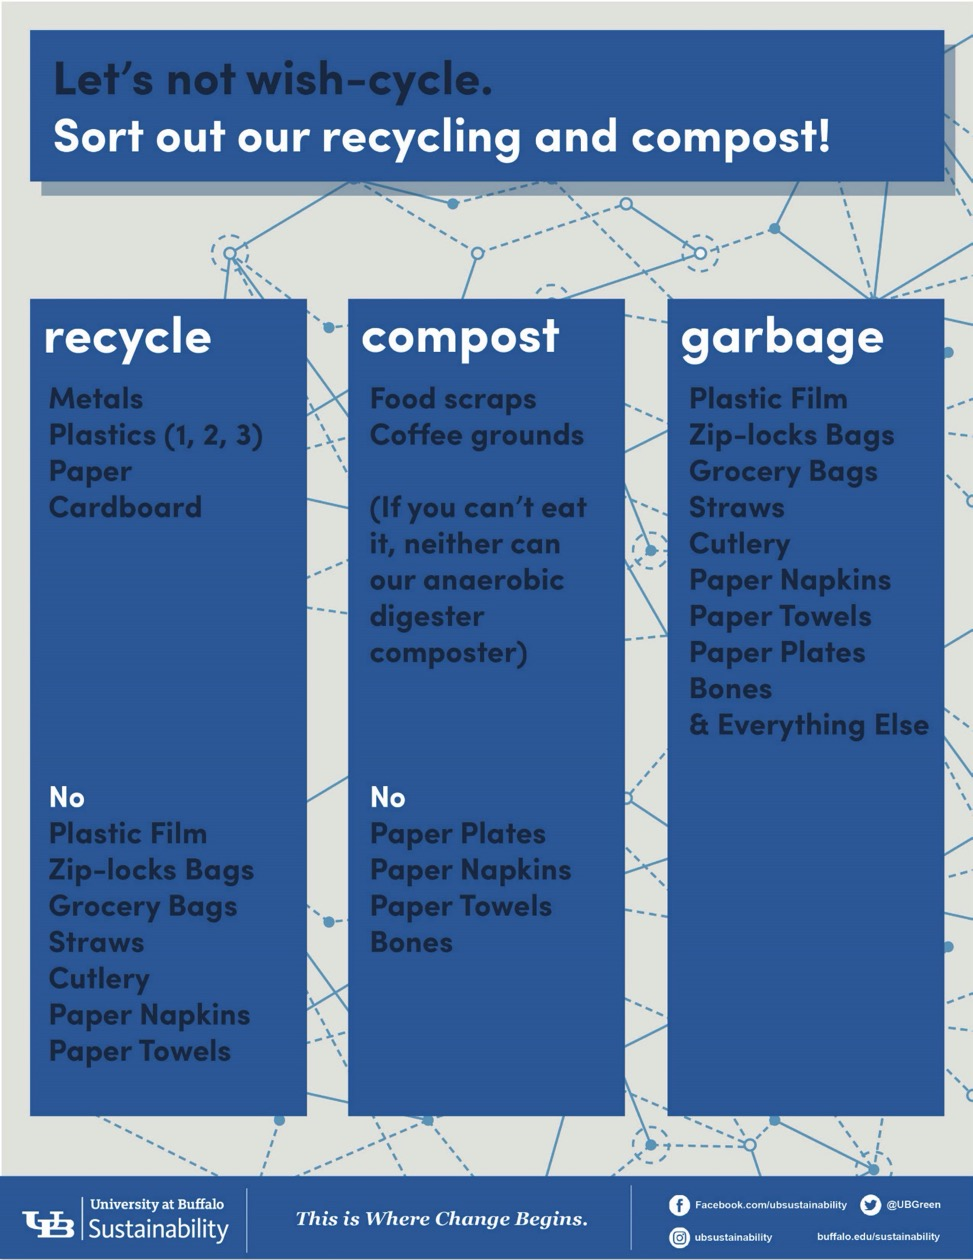 Let's not wish-cycle.
Sort out our recycling and compost!
recycle
Metals
Plastics (1, 2, 3)
Paper
Cardboard
No
Plastic Film
Zip-locks Bags
Grocery Bags
Straws
Cutlery
Paper Napkins
Paper Towels
compost
Food scraps
Coffee grounds
(If you can't eat
it, neither can
our anaerobic
digester
composter)
No
Paper Plates
Paper Napkins
Paper Towels
Bones
garbage
Plastic Film
Zip-locks Bags
Grocery Bags
Straws
Cutlery
Paper Napkins
Paper Towels
Paper Plates
Bones
& Everything Else
UB
University at Buffalo
Sustainability
This is Where Change Begins.
Facebook.com/ubsustainability
@UBGreen
ubsustainability
buffalo.edu/sustainability